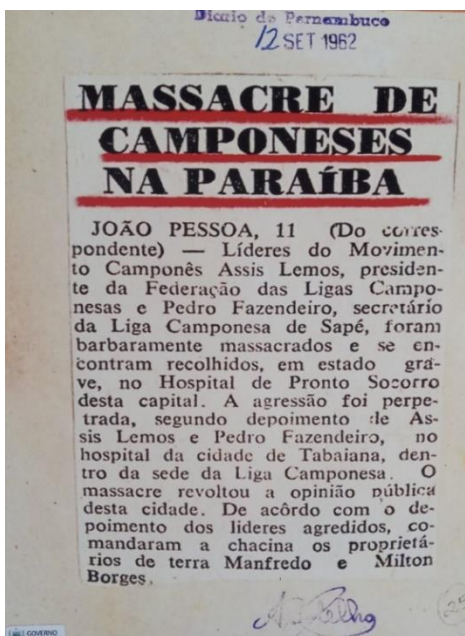 Diario de Pernambuco
12 SET 1962
MASSACRE DE
CAMPONESES
NA PARAÍBA
JOÃO PESSOA, 11 (Do corres-
pondente) — Líderes do Movimen-
to Camponês Assis Lemos, presiden-
te da Federação das Ligas Campo-
nesas e Pedro Fazendeiro, secretário
da Liga Camponesa de Sapé, foram
barbaramente massacrados e se en-
contram recolhidos, em estado gra-
ve, no Hospital de Pronto Socorro
desta capital. A agressão foi perpe-
trada, segundo depoimento de As-
sis Lemos e Pedro Fazendeiro, no
hospital da cidade de Tabaiana, den-
tro da sede da Liga Camponesa. O
massacre revoltou a opinião pública
desta cidade. De acôrdo com o de-
poimento dos lideres agredidos, co-
mandaram a chacina os proprietá-
rios de terra Manfredo e Milton
Borges.
GOVERNO